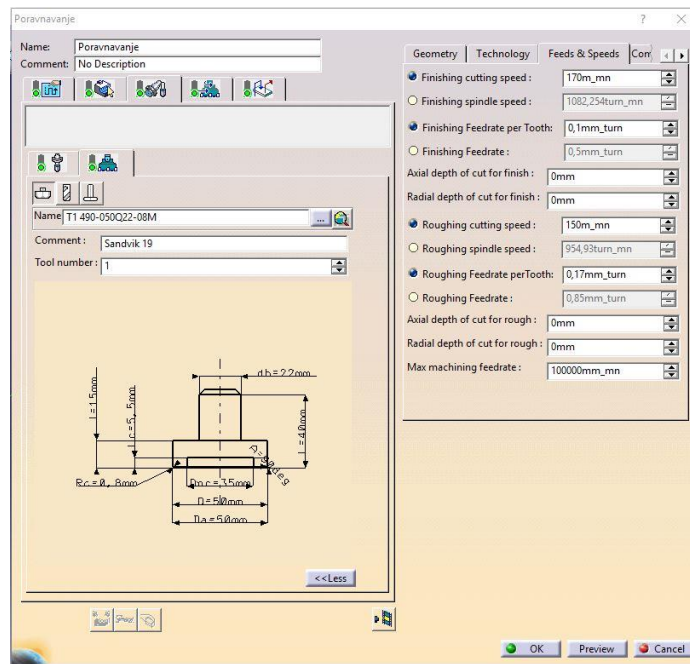 Poravnavanje
Name: Poravnavanje
Comment: No Description
Name T1 490-050Q22-08M ...
Comment : Sandvik 19
Tool number : 1
db=22mm
l=15mm
lc=5,5mm
L=40mm
A=90deg
Rc=0,8mm
Dnc=35mm
D=50mm
Da=50mm
<<Less
Geometry Technology Feeds & Speeds Com
Finishing cutting speed : 170m_mn
Finishing spindle speed : 1082,254turn_mn
Finishing Feedrate per Tooth: 0,1mm_turn
Finishing Feedrate : 0,5mm_turn
Axial depth of cut for finish : 0mm
Radial depth of cut for finish : 0mm
Roughing cutting speed : 150m_mn
Roughing spindle speed : 954,93turn_mn
Roughing Feedrate perTooth: 0,17mm_turn
Roughing Feedrate : 0,85mm_turn
Axial depth of cut for rough : 0mm
Radial depth of cut for rough : 0mm
Max machining feedrate : 100000mm_mn
OK Preview Cancel